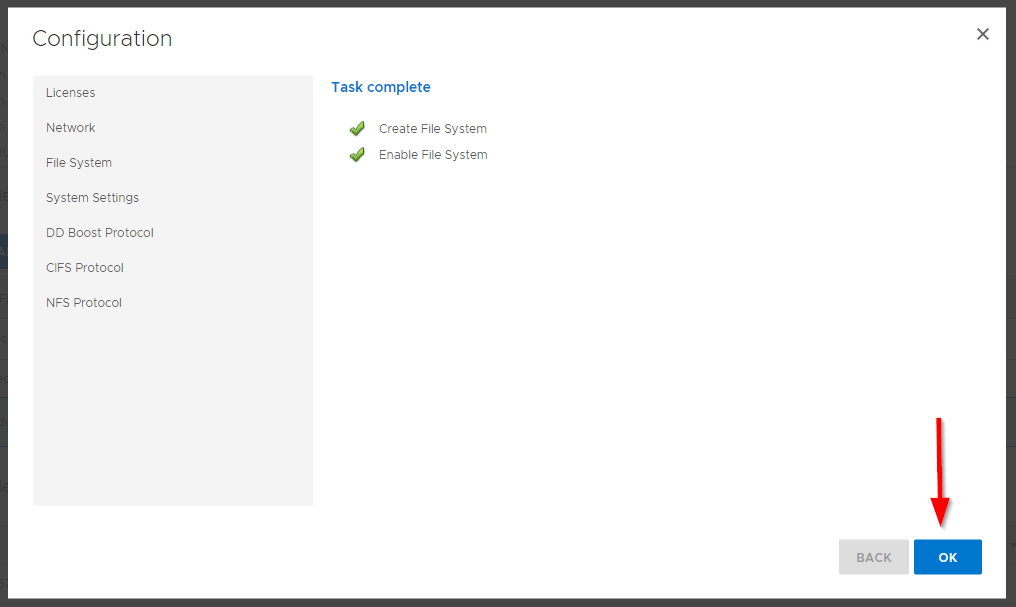 Configuration
Licenses
Network
File System
System Settings
DD Boost Protocol
CIFS Protocol
NFS Protocol
Task complete
Create File System
Enable File System
BACK
OK